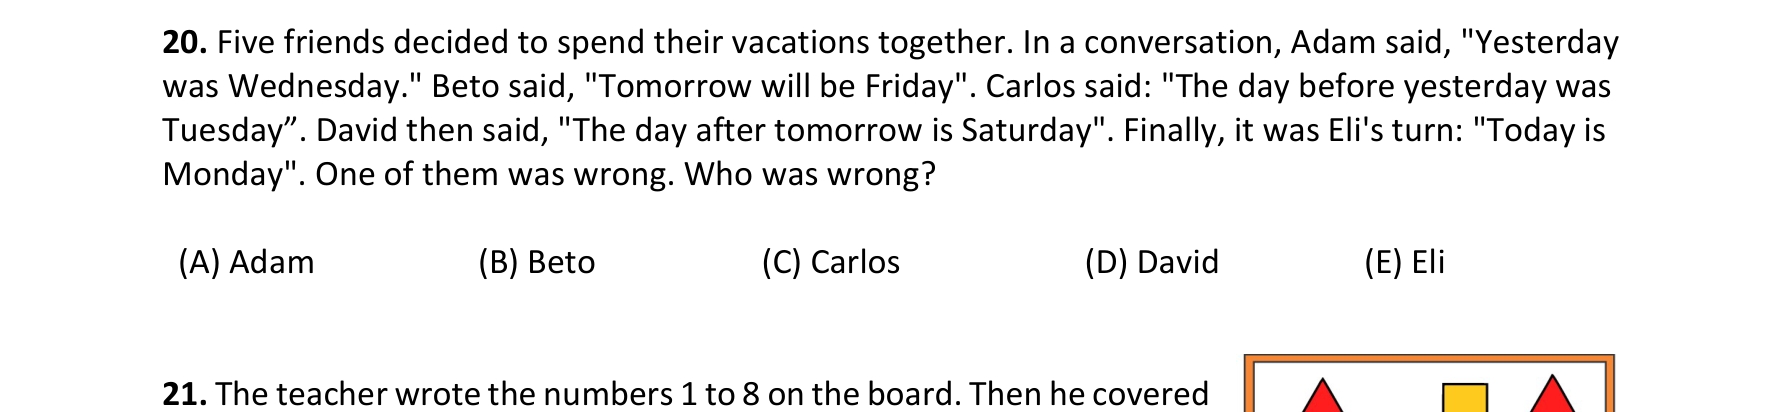 20. Five friends decided to spend their vacations together. In a conversation, Adam said, "Yesterday
was Wednesday." Beto said, "Tomorrow will be Friday". Carlos said: "The day before yesterday was
Tuesday”. David then said, "The day after tomorrow is Saturday". Finally, it was Eli's turn: "Today is
Monday". One of them was wrong. Who was wrong?
(A) Adam (B) Beto (C) Carlos (D) David (E) Eli
21. The teacher wrote the numbers 1 to 8 on the board. Then he covered